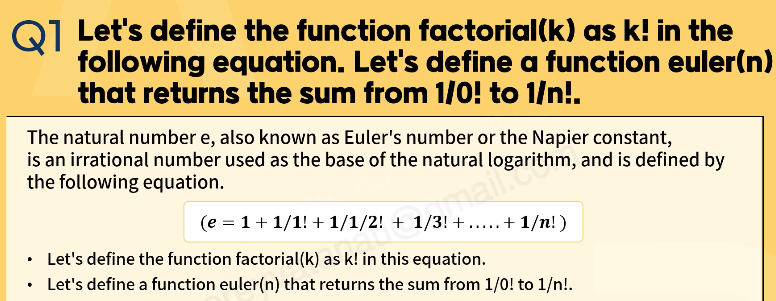 Q1 Let's define the function factorial(k) as k! in the
following equation. Let's define a function euler(n)
that returns the sum from 1/0! to 1/n!.
The natural number e, also known as Euler's number or the Napier constant,
is an irrational number used as the base of the natural logarithm, and is defined by
the following equation.
(e = 1 + 1/1! + 1/1/2! + 1/3! + ..... + 1/n! )
• Let's define the function factorial(k) as k! in this equation.
• Let's define a function euler(n) that returns the sum from 1/0! to 1/n!.